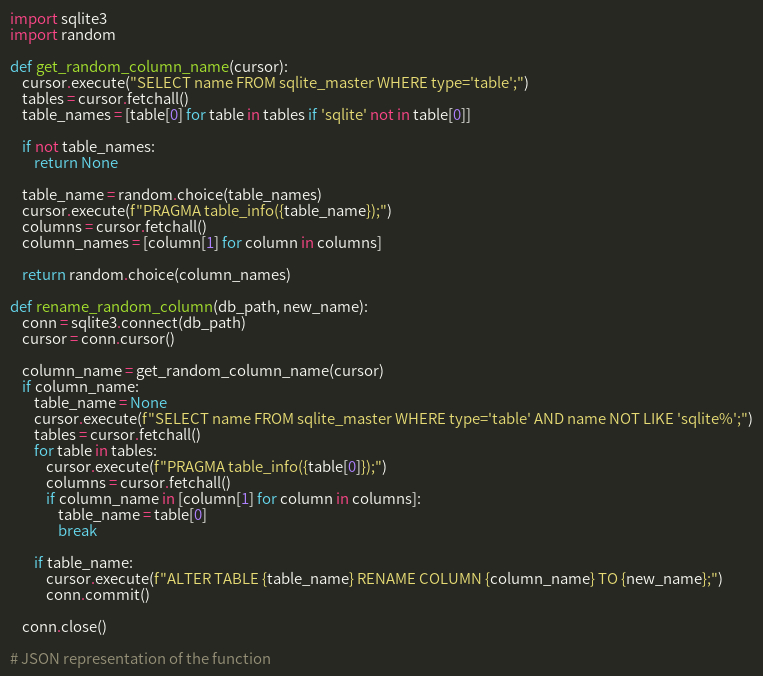 import sqlite3
import random
def get_random_column_name(cursor):
cursor.execute("SELECT name FROM sqlite_master WHERE type='table';")
tables = cursor.fetchall()
table_names = [table[0] for table in tables if 'sqlite' not in table[0]]
if not table_names:
return None
table_name = random.choice(table_names)
cursor.execute(f"PRAGMA table_info({table_name});")
columns = cursor.fetchall()
column_names = [column[1] for column in columns]
return random.choice(column_names)
def rename_random_column(db_path, new_name):
conn = sqlite3.connect(db_path)
cursor = conn.cursor()
column_name = get_random_column_name(cursor)
if column_name:
table_name = None
cursor.execute(f"SELECT name FROM sqlite_master WHERE type='table' AND name NOT LIKE 'sqlite%';")
tables = cursor.fetchall()
for table in tables:
cursor.execute(f"PRAGMA table_info({table[0]});")
columns = cursor.fetchall()
if column_name in [column[1] for column in columns]:
table_name = table[0]
break
if table_name:
cursor.execute(f"ALTER TABLE {table_name} RENAME COLUMN {column_name} TO {new_name};")
conn.commit()
conn.close()
# JSON representation of the function